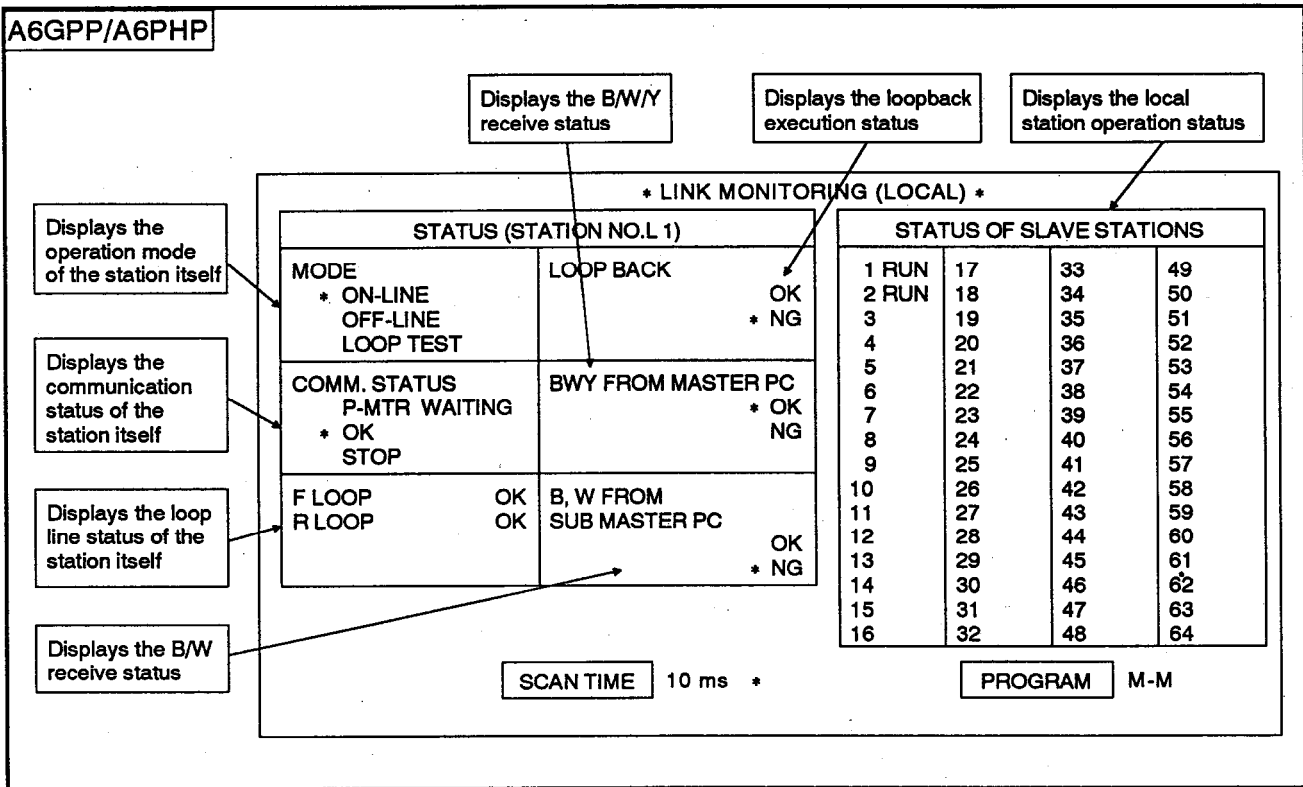 A6GPP/A6PHP
Displays the B/W/Y
receive status
Displays the loopback
execution status
Displays the local
station operation status
Displays the
operation mode
of the station itself
Displays the
communication
status of the
station itself
Displays the loop
line status of the
station itself
Displays the B/W
receive status
* LINK MONITORING (LOCAL) *
STATUS (STATION NO.L 1)
MODE
* ON-LINE
OFF-LINE
LOOP TEST
LOOP BACK
OK
* NG
COMM. STATUS
P-MTR WAITING
* OK
STOP
BWY FROM MASTER PC
* OK
NG
F LOOP OK
R LOOP OK
B, W FROM
SUB MASTER PC
OK
* NG
STATUS OF SLAVE STATIONS
1 RUN 17 33 49
2 RUN 18 34 50
3 19 35 51
4 20 36 52
5 21 37 53
6 22 38 54
7 23 39 55
8 24 40 56
9 25 41 57
10 26 42 58
11 27 43 59
12 28 44 60
13 29 45 61
14 30 46 62
15 31 47 63
16 32 48 64
SCAN TIME 10 ms *
PROGRAM M-M